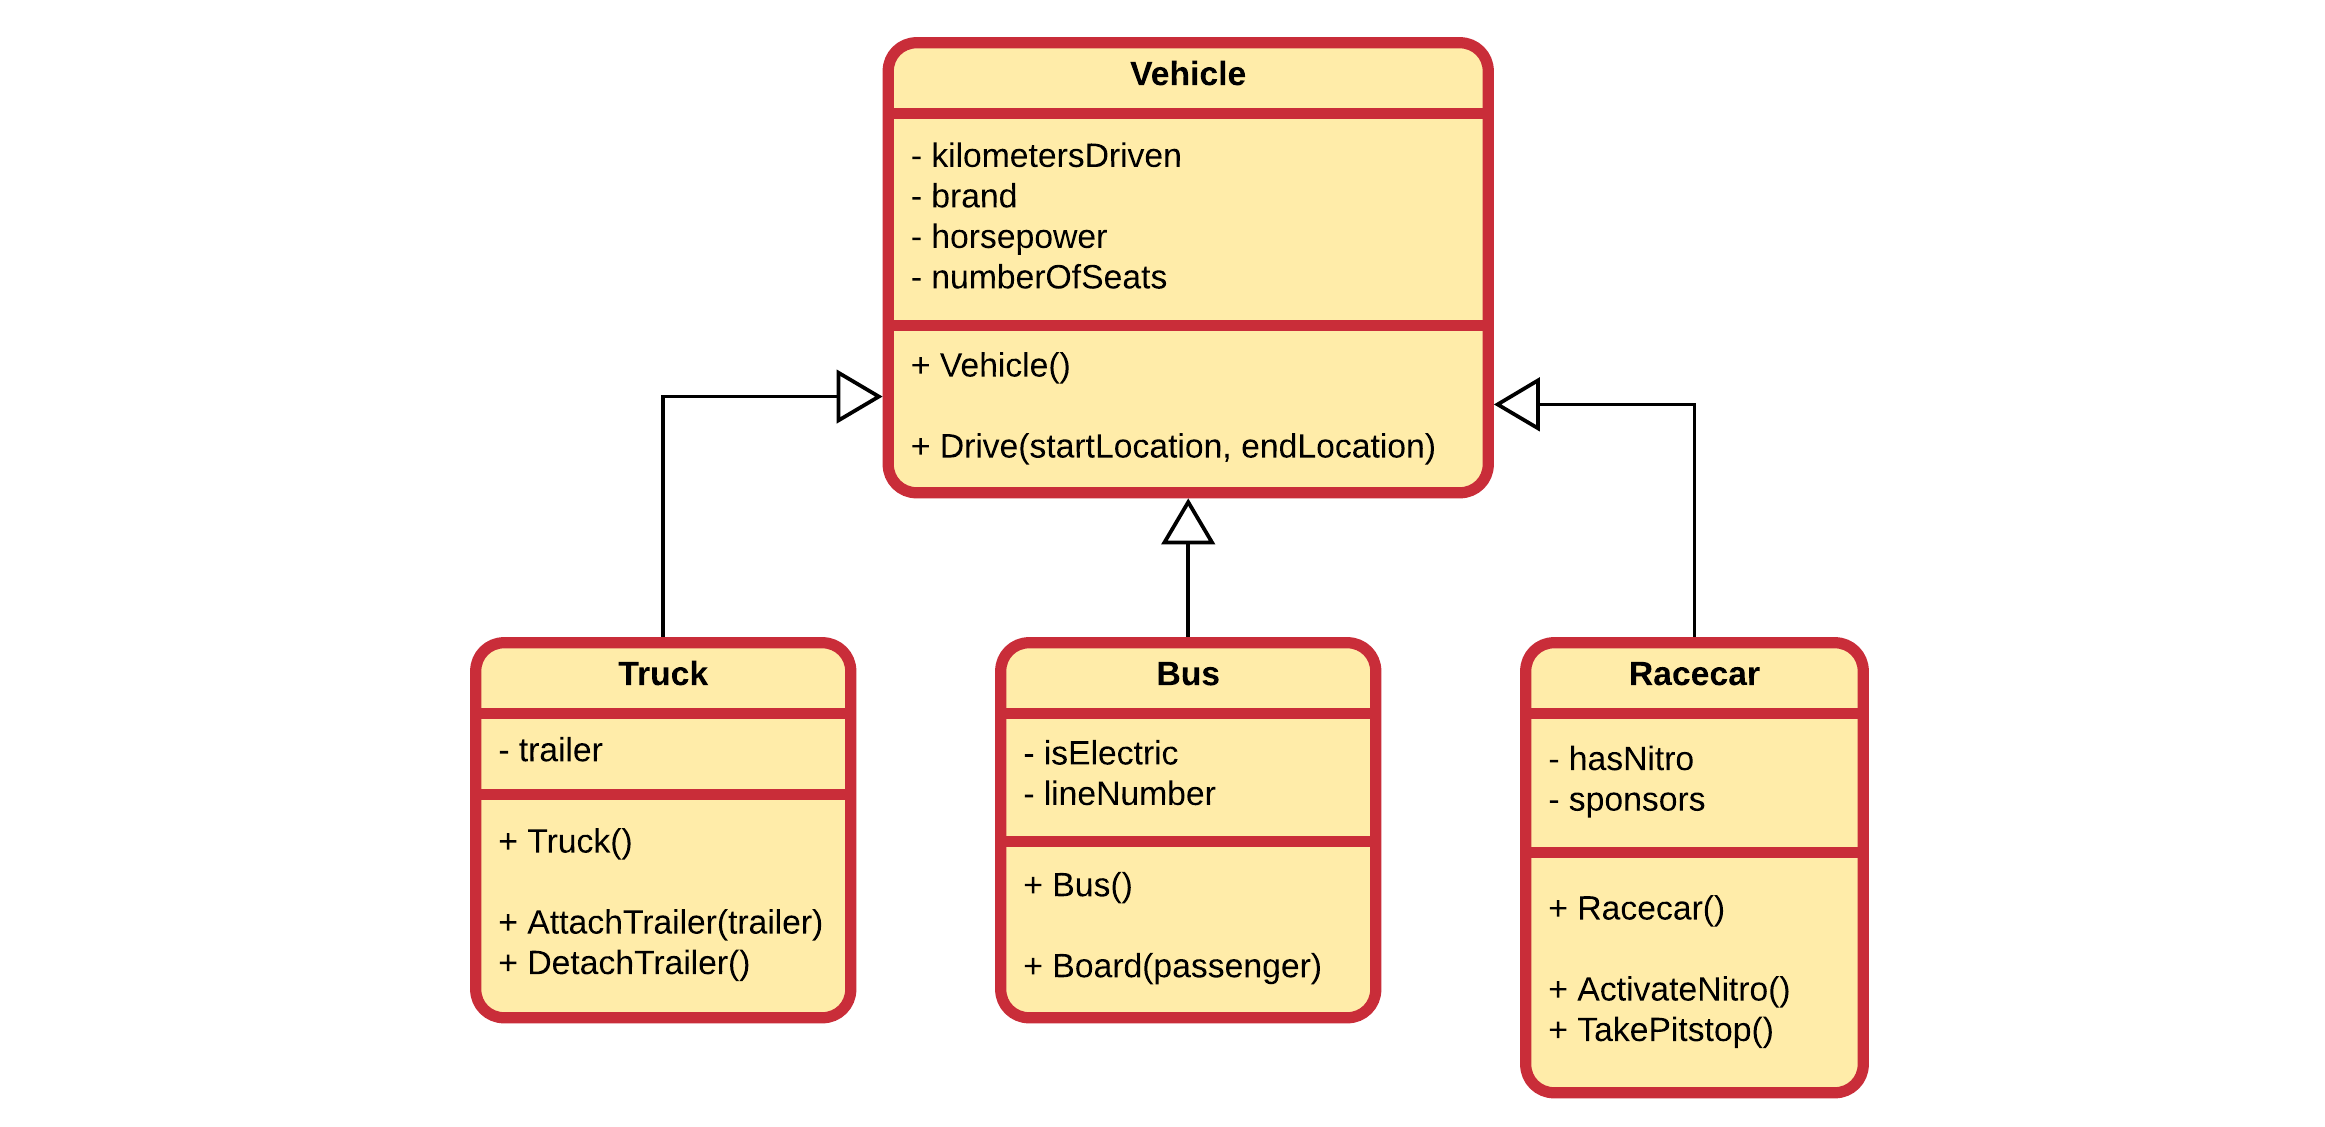 Vehicle
- kilometersDriven
- brand
- horsepower
- numberOfSeats
+ Vehicle()
+ Drive(startLocation, endLocation)
Truck
- trailer
+ Truck()
+ AttachTrailer(trailer)
+ DetachTrailer()
Bus
- isElectric
- lineNumber
+ Bus()
+ Board(passenger)
Racecar
- hasNitro
- sponsors
+ Racecar()
+ ActivateNitro()
+ TakePitstop()